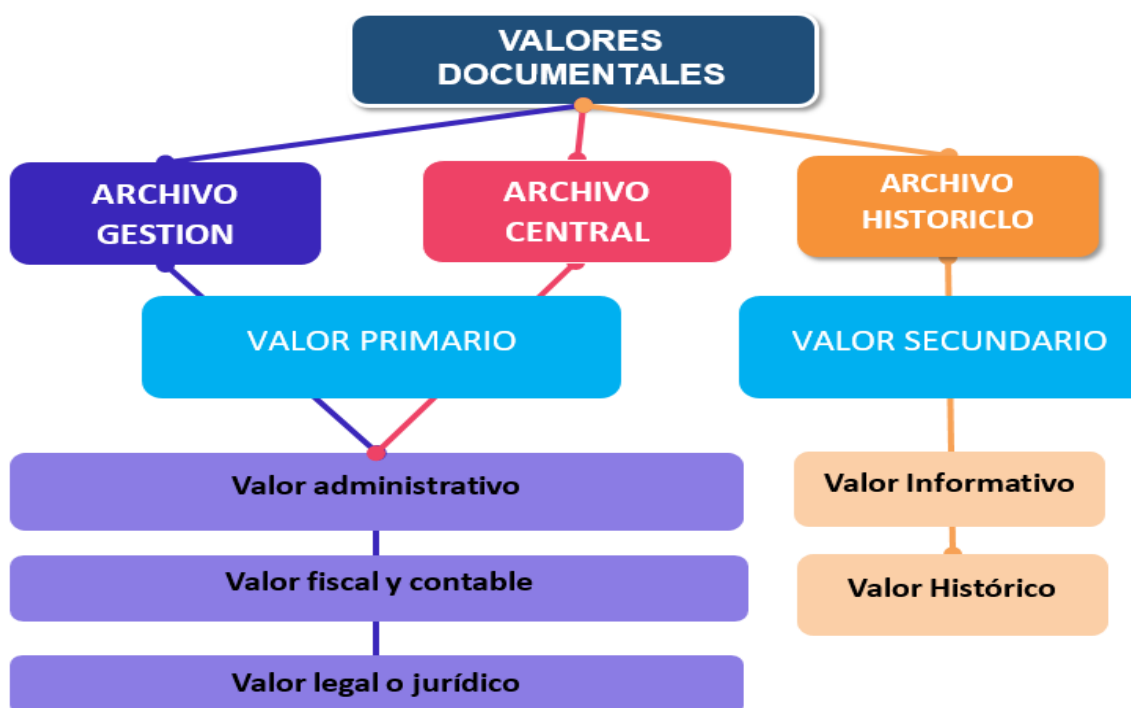 VALORES
DOCUMENTALES
ARCHIVO
GESTION
ARCHIVO
CENTRAL
ARCHIVO
HISTORICLO
VALOR PRIMARIO
VALOR SECUNDARIO
Valor administrativo
Valor Informativo
Valor fiscal y contable
Valor Histórico
Valor legal o jurídico